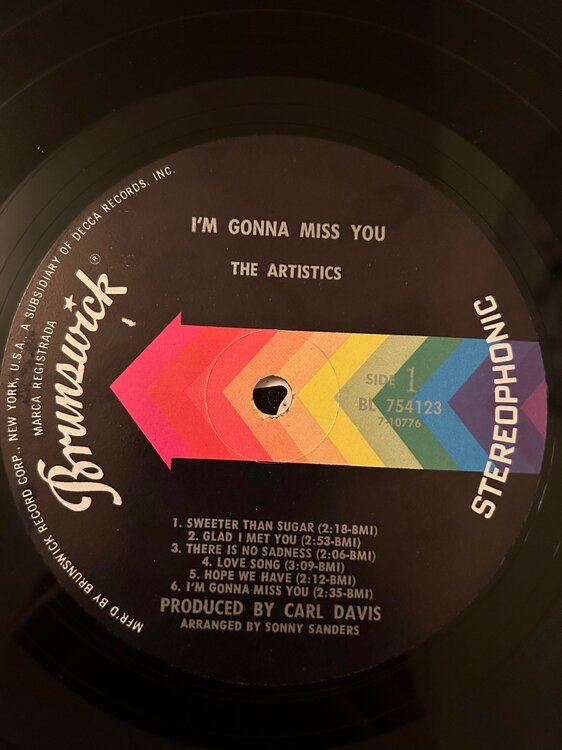 I'M GONNA MISS YOU
THE ARTISTICS
Brunswick®
MFR'D BY BRUNSWICK RECORD CORP., NEW YORK, U.S.A., A SUBSIDIARY OF DECCA RECORDS, INC.
MARCA REGISTRADA
SIDE 1
BL 754123
7-10776
STEREOPHONIC
1. SWEETER THAN SUGAR (2:18-BMI)
2. GLAD I MET YOU (2:53-BMI)
3. THERE IS NO SADNESS (2:06-BMI)
4. LOVE SONG (3:09-BMI)
5. HOPE WE HAVE (2:12-BMI)
6. I'M GONNA MISS YOU (2:35-BMI)
PRODUCED BY CARL DAVIS
ARRANGED BY SONNY SANDERS